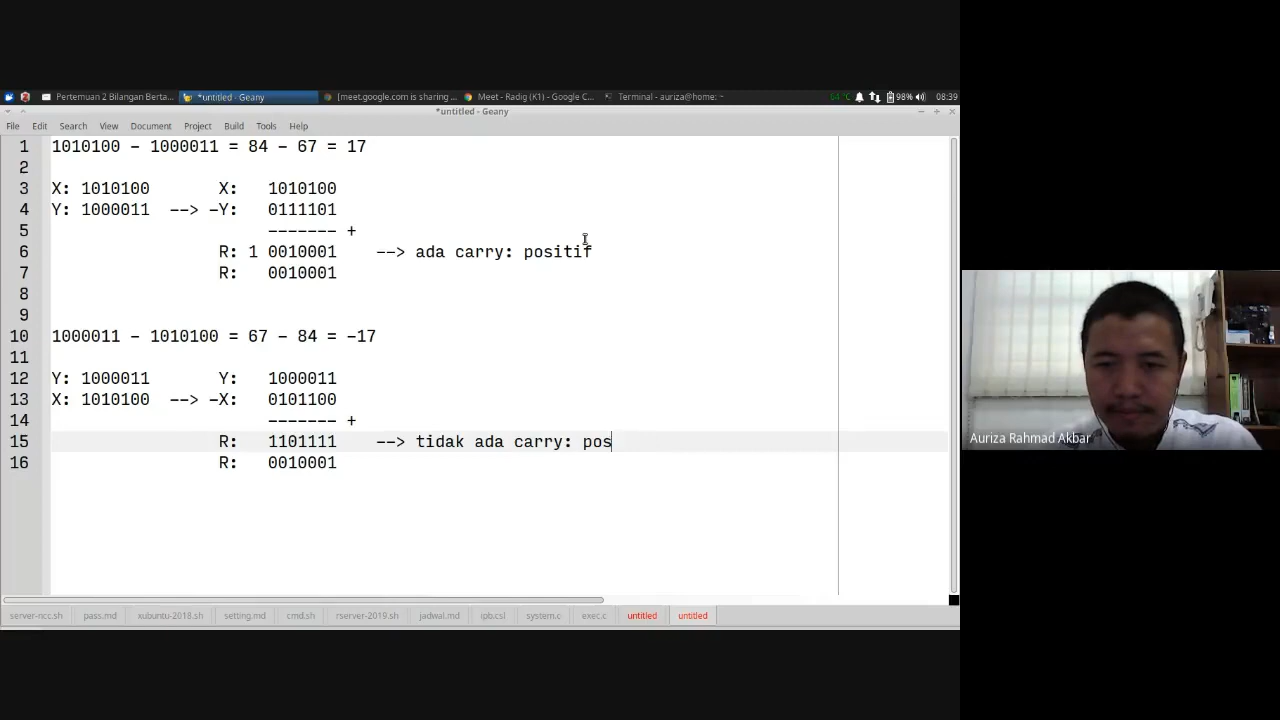 Pertemuan 2 Bilangan Berta...
*untitled - Geany
[meet.google.com is sharing ...
Meet - Radig (K1) - Google C...
Terminal - auriza@home: ~
64 °C
98%
08:39
*untitled - Geany
File Edit Search View Document Project Build Tools Help
1 1010100 - 1000011 = 84 - 67 = 17
2
3 X: 1010100 X: 1010100
4 Y: 1000011 --> -Y: 0111101
5 ------- +
6 R: 1 0010001 --> ada carry: positif
7 R: 0010001
8
9
10 1000011 - 1010100 = 67 - 84 = -17
11
12 Y: 1000011 Y: 1000011
13 X: 1010100 --> -X: 0101100
14 ------- +
15 R: 1101111 --> tidak ada carry: pos
16 R: 0010001
server-ncc.sh pass.md xubuntu-2018.sh setting.md cmd.sh rserver-2019.sh jadwal.md ipb.csl system.c exec.c untitled untitled
Auriza Rahmad Akbar